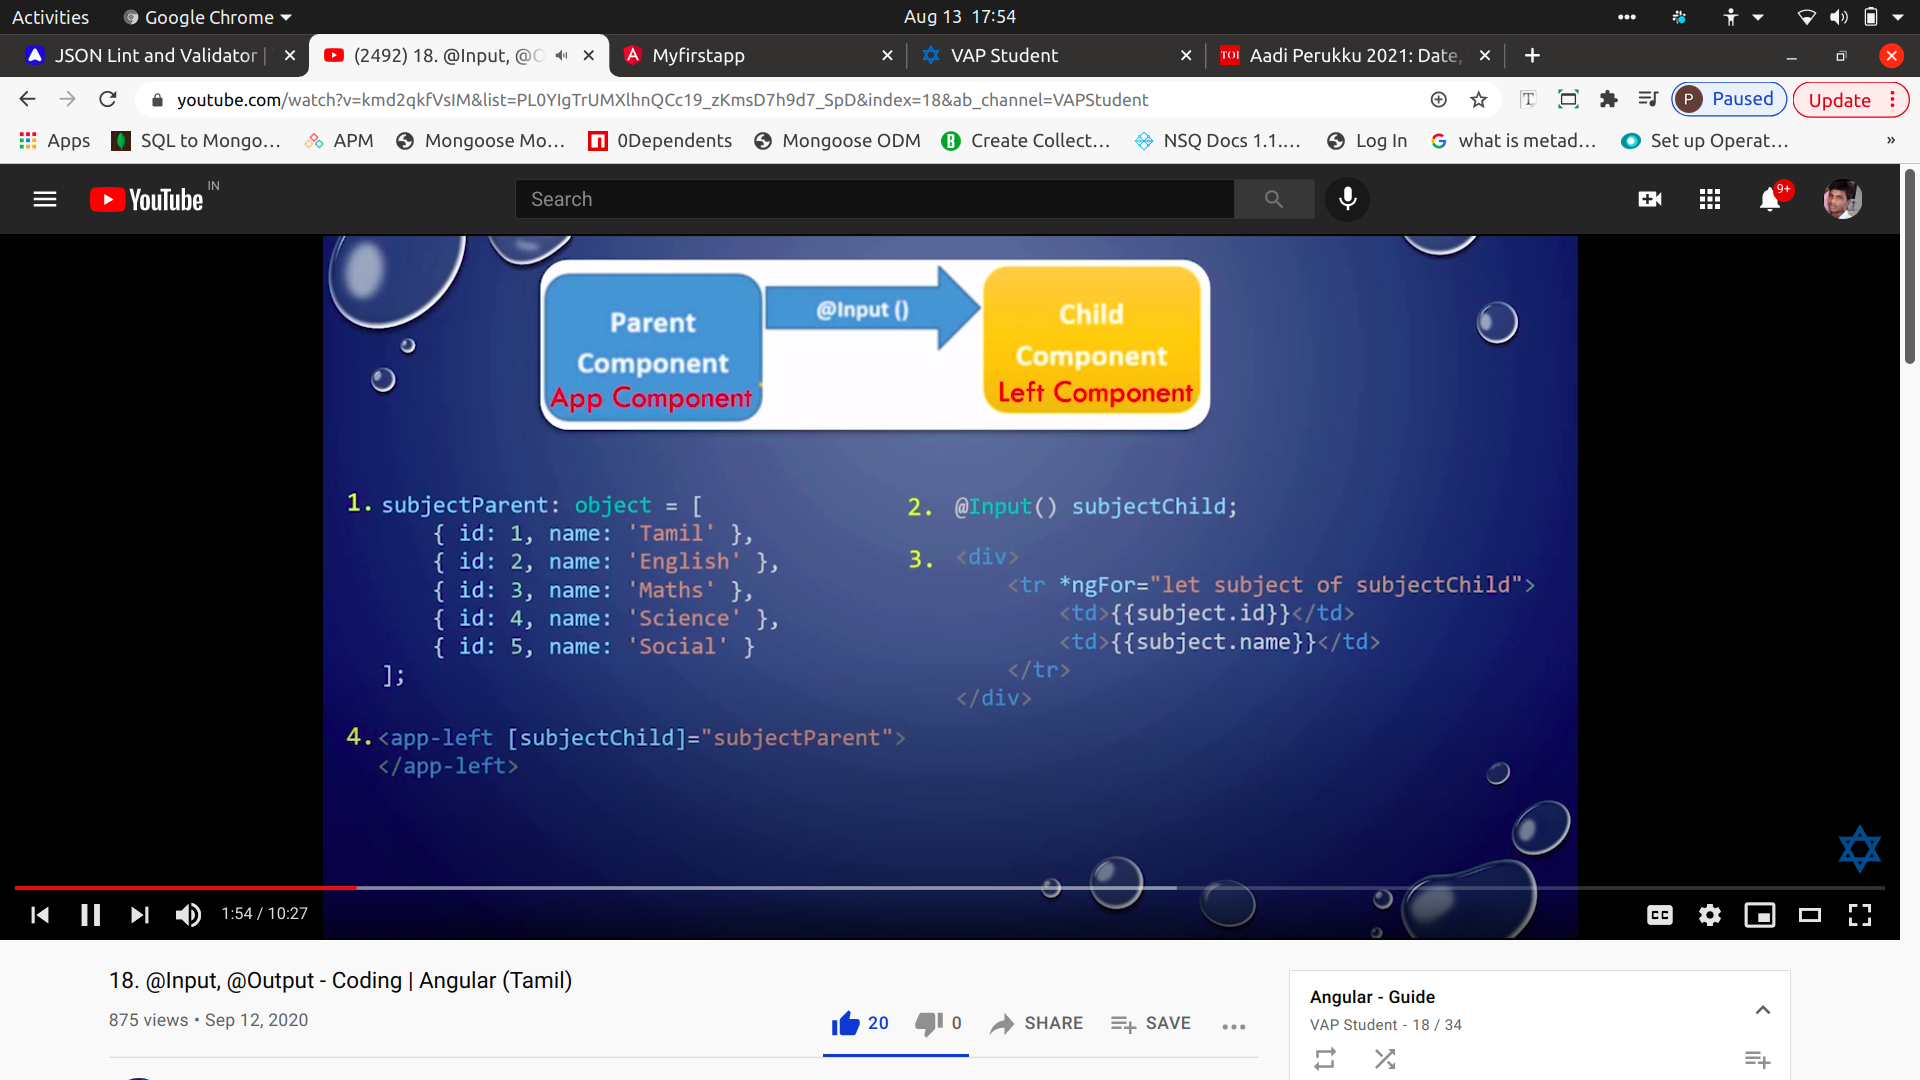 Activities Google Chrome Aug 13 17:54
JSON Lint and Validator | (2492) 18. @Input, @O Myfirstapp VAP Student TOI Aadi Perukku 2021: Date,
youtube.com/watch?v=kmd2qkfVsIM&list=PL0YIgTrUMXlhnQCc19_zKmsD7h9d7_SpD&index=18&ab_channel=VAPStudent P Paused Update
Apps SQL to Mongo... APM Mongoose Mo... 0Dependents Mongoose ODM Create Collect... NSQ Docs 1.1.... Log In what is metad... Set up Operat... »
YouTube IN Search 9+
Parent
Component
App Component
@Input ()
Child
Component
Left Component
1. subjectParent: object = [
{ id: 1, name: 'Tamil' },
{ id: 2, name: 'English' },
{ id: 3, name: 'Maths' },
{ id: 4, name: 'Science' },
{ id: 5, name: 'Social' }
];
2. @Input() subjectChild;
3. <div>
<tr *ngFor="let subject of subjectChild">
<td>{{subject.id}}</td>
<td>{{subject.name}}</td>
</tr>
</div>
4. <app-left [subjectChild]="subjectParent">
</app-left>
1:54 / 10:27 CC
18. @Input, @Output - Coding | Angular (Tamil)
875 views • Sep 12, 2020
20 0 SHARE SAVE ...
Angular - Guide
VAP Student - 18 / 34